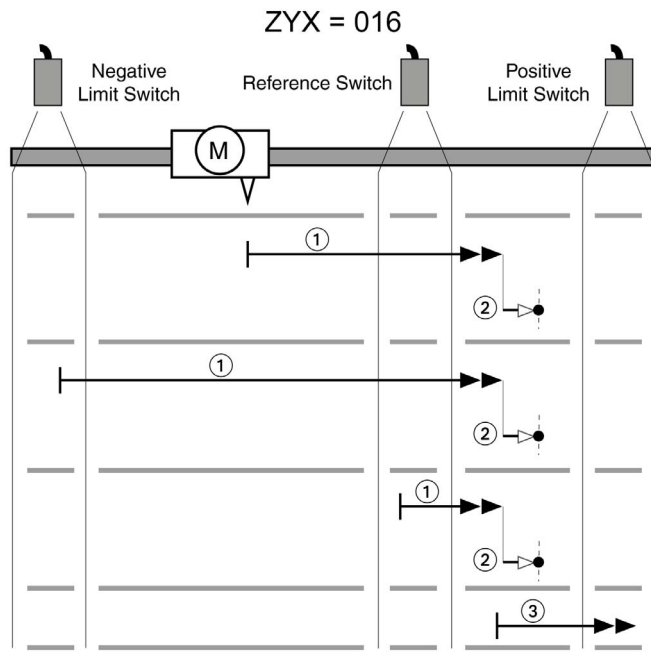 ZYX = 016
Negative
Limit Switch
Reference Switch
Positive
Limit Switch
M
1
2
1
2
1
2
3